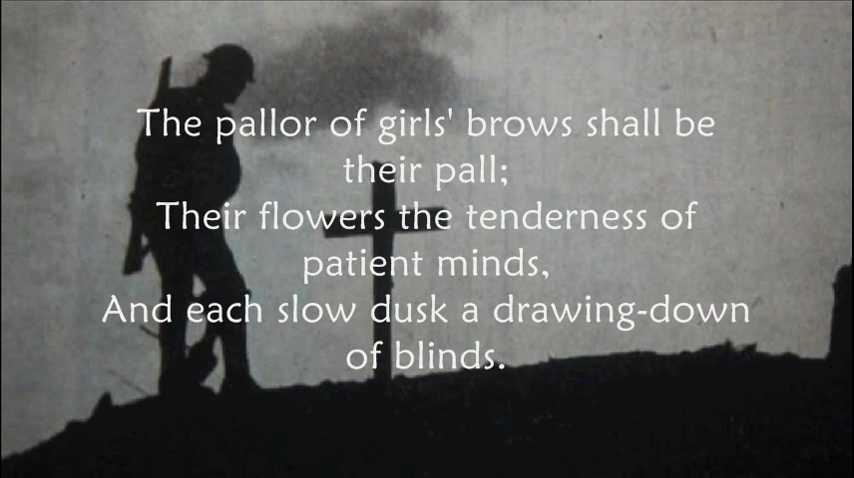 The pallor of girls' brows shall be
their pall;
Their flowers the tenderness of
patient minds,
And each slow dusk a drawing-down
of blinds.